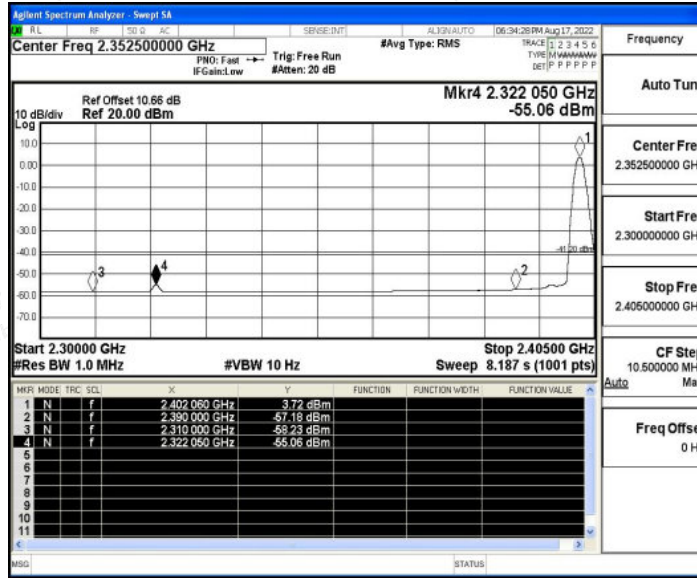 Agilent Spectrum Analyzer - Swept SA
RL RF 50 Ω AC SENSE:INT ALIGNAUTO 06:34:28 PM Aug 17, 2022
Center Freq 2.352500000 GHz #Avg Type: RMS TRACE 1 2 3 4 5 6
PNO: Fast Trig: Free Run TYPE M
IFGain:Low #Atten: 20 dB DET P P P P P P
Frequency
Auto Tun
Mkr4 2.322 050 GHz
-55.06 dBm
Ref Offset 10.66 dB
10 dB/div Ref 20.00 dBm
Log
10.0
0.00
-10.0
-20.0
-30.0
-40.0
-50.0
-60.0
-70.0
1
2
3
4
-41.20 dBm
Start 2.30000 GHz Stop 2.40500 GHz
#Res BW 1.0 MHz #VBW 10 Hz Sweep 8.187 s (1001 pts)
MKR MODE TRC SCL X Y FUNCTION FUNCTION WIDTH FUNCTION VALUE
1 N f 2.402 060 GHz 3.72 dBm
2 N f 2.390 000 GHz -57.18 dBm
3 N f 2.310 000 GHz -58.23 dBm
4 N f 2.322 050 GHz -55.06 dBm
5
6
7
8
9
10
11
Center Fre
2.352500000 GH
Start Fre
2.300000000 GH
Stop Fre
2.405000000 GH
CF Ste
10.500000 MH
Auto Ma
Freq Offse
0 H
MSG STATUS